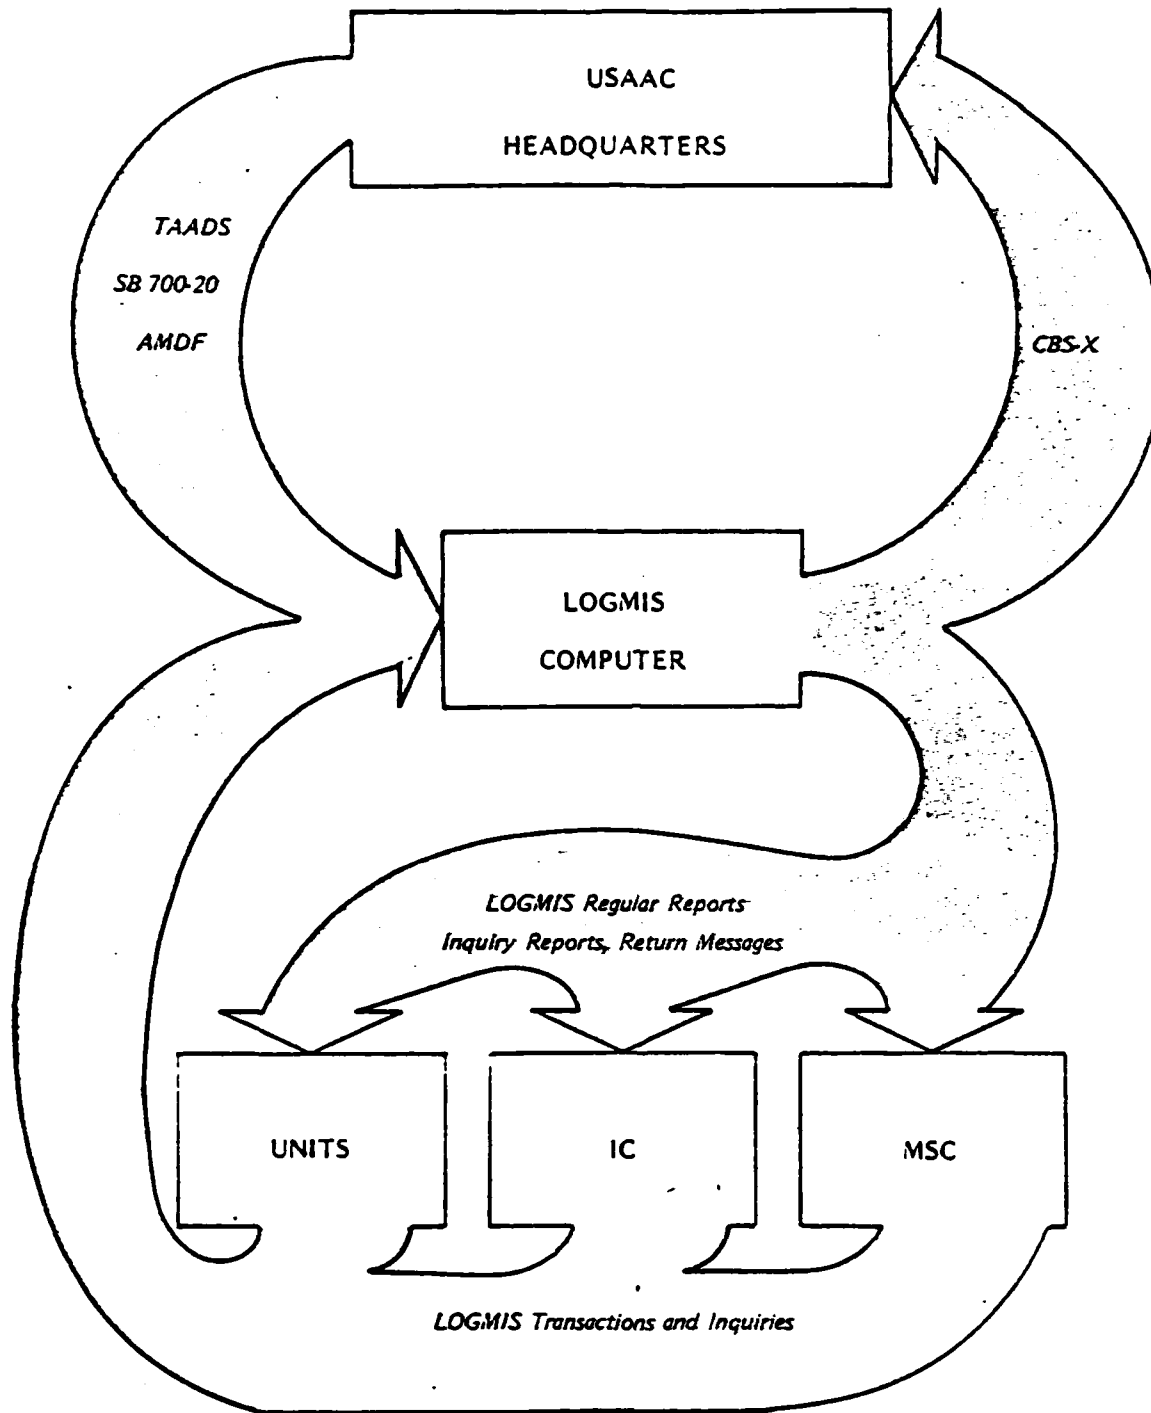 USAAC
HEADQUARTERS
TAADS
SB 700-20
AMDF
CBS-X
LOGMIS
COMPUTER
LOGMIS Regular Reports
Inquiry Reports, Return Messages
UNITS
IC
MSC
LOGMIS Transactions and Inquiries